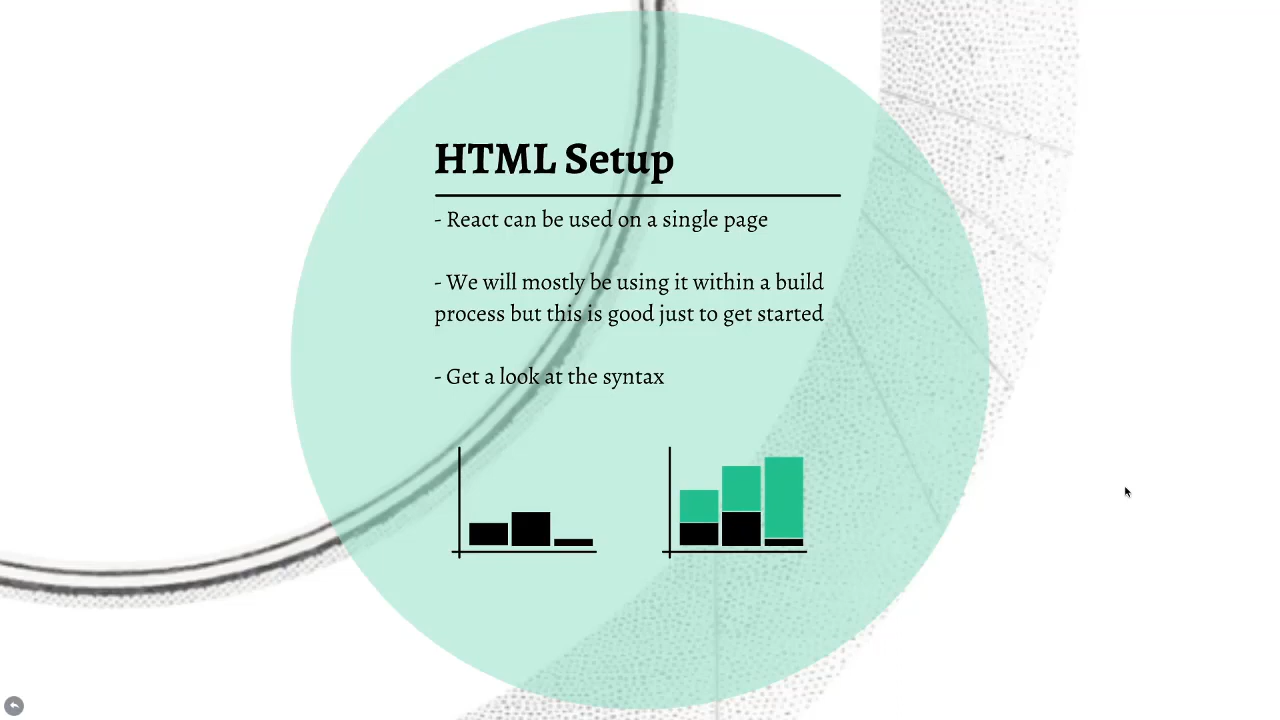 HTML Setup
- React can be used on a single page
- We will mostly be using it within a build
process but this is good just to get started
- Get a look at the syntax